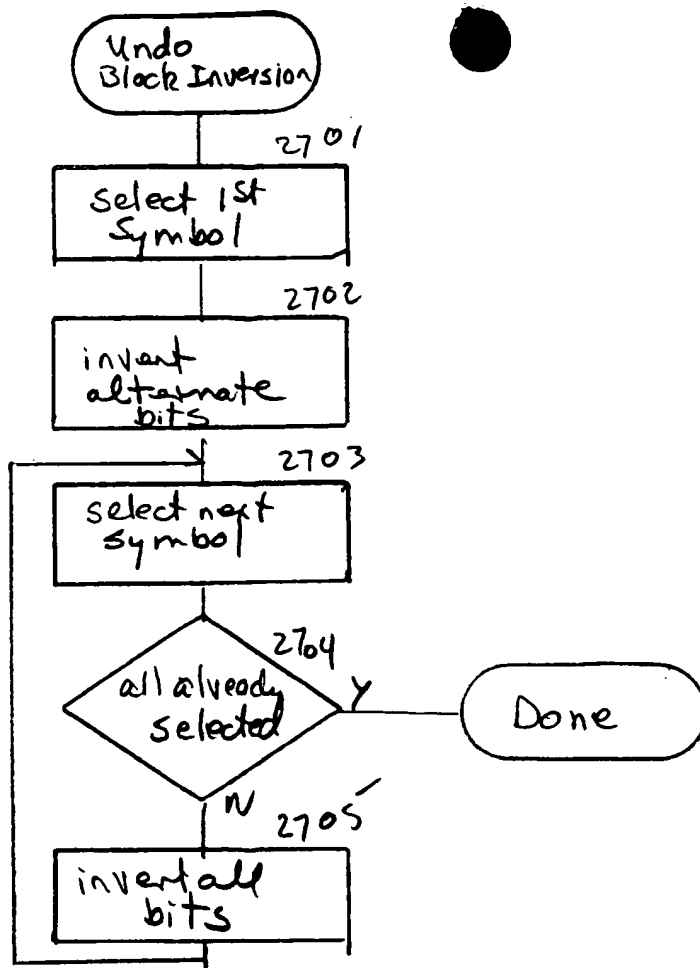 Undo
Block Inversion
2701
select 1st
symbol
2702
invert
alternate
bits
2703
select next
symbol
2704
all already
selected
Y
Done
N
2705
invert all
bits